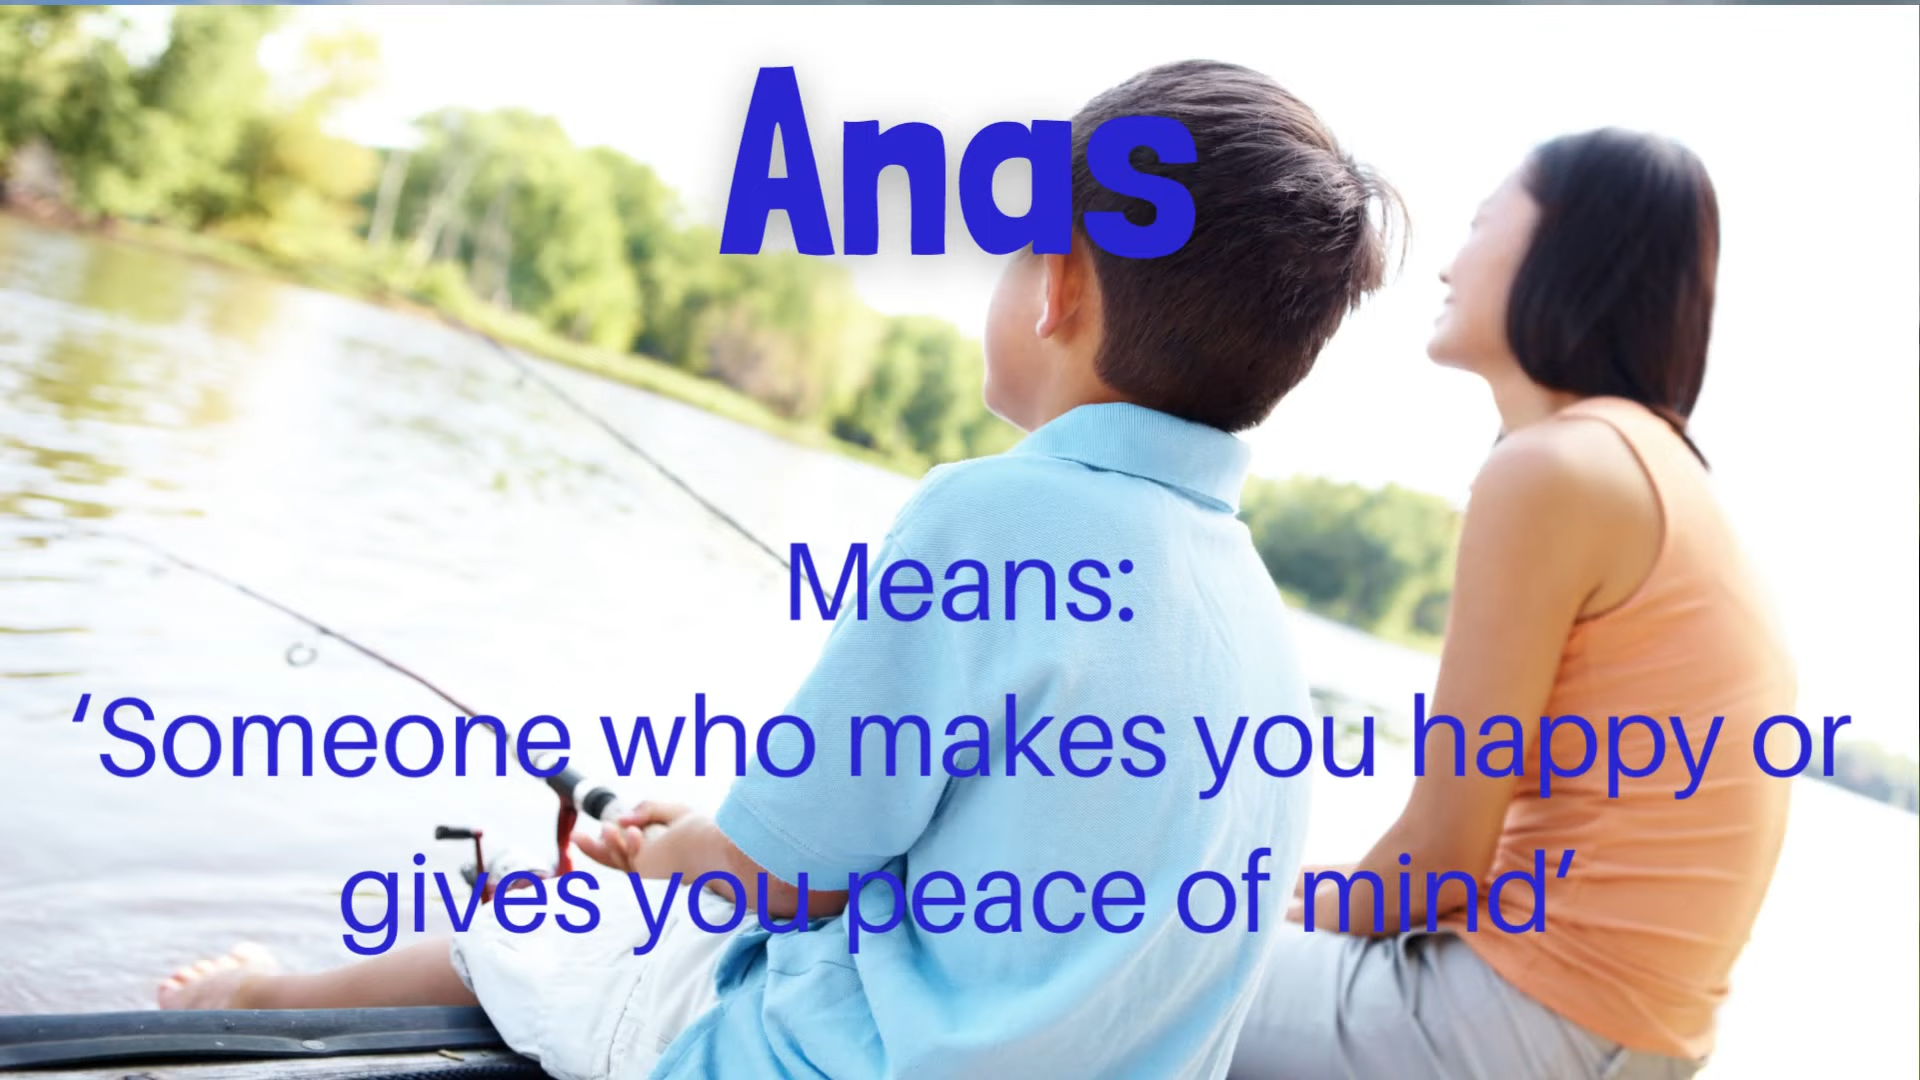 Anas
Means:
‘Someone who makes you happy or
gives you peace of mind’